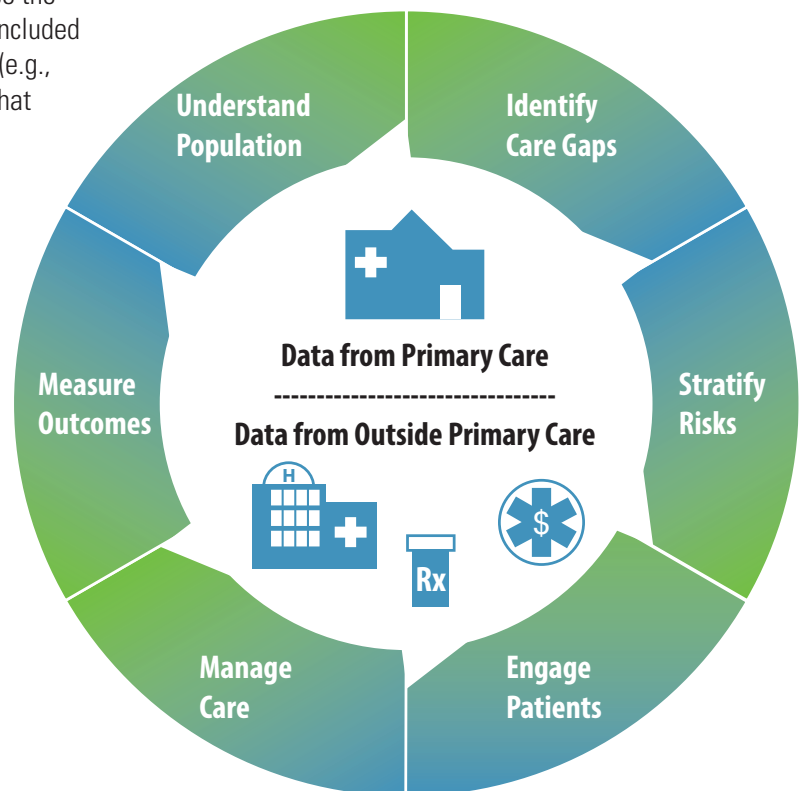 included
(e.g.,
hat
Understand
Population
Identify
Care Gaps
Stratify
Risks
Engage
Patients
Manage
Care
Measure
Outcomes
Data from Primary Care
--------------------------------
Data from Outside Primary Care
H
Rx
$